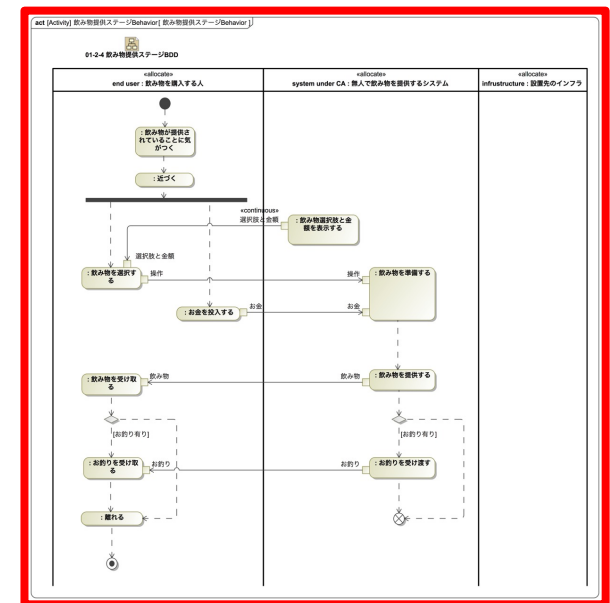 act [Activity] 飲み物提供ステージBehavior[ 飲み物提供ステージBehavior ]
01-2-4 飲み物提供ステージBDD
«allocate»
end user : 飲み物を購入する人
«allocate»
system under CA : 無人で飲み物を提供するシステム
«allocate»
infrustructure : 設置先のインフラ
: 飲み物が提供さ
れていることに気
がつく
: 近づく
«continuous»
選択肢と金額
: 飲み物選択肢と金
額を表示する
選択肢と金額
: 飲み物を選択す
る
操作
操作
: 飲み物を準備する
: お金を投入する
お金
お金
: 飲み物を受け取
る
飲み物
飲み物
: 飲み物を提供する
[お釣り有り]
[お釣り有り]
: お釣りを受け取
る
お釣り
お釣り
: お釣りを受け渡す
: 離れる